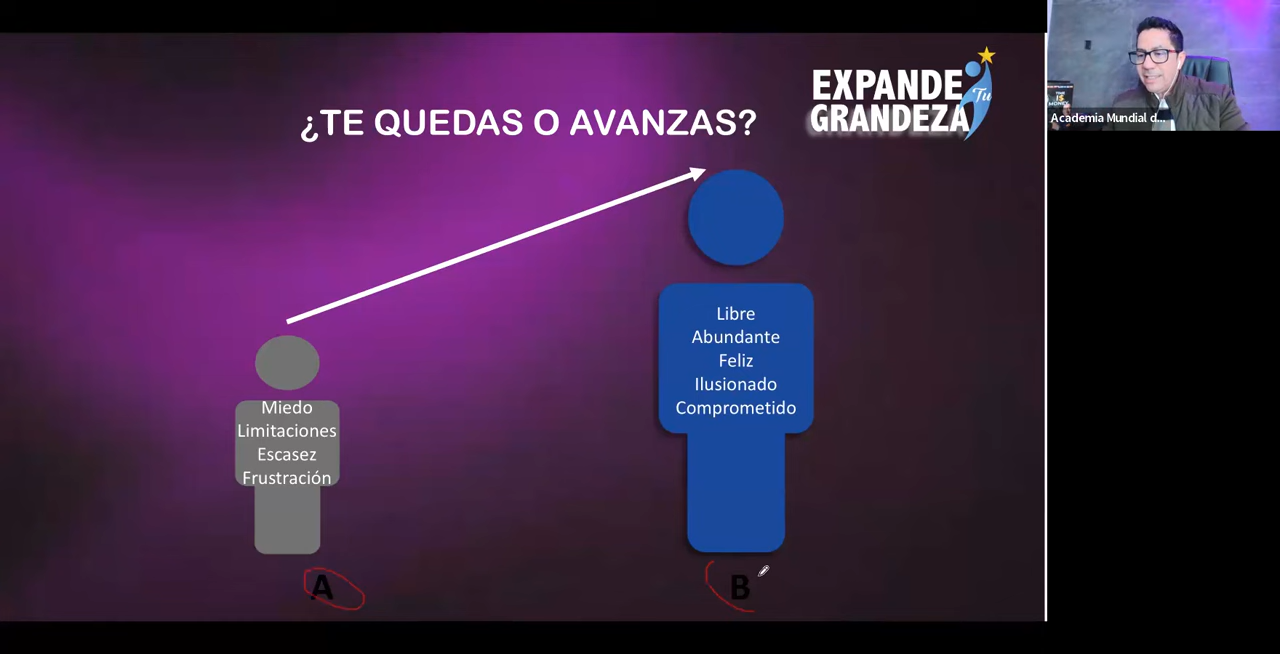 ¿TE QUEDAS O AVANZAS?
EXPANDE
Tu
GRANDEZA
Academia Mundial d...
Libre
Abundante
Feliz
Ilusionado
Comprometido
Miedo
Limitaciones
Escasez
Frustración
A
B